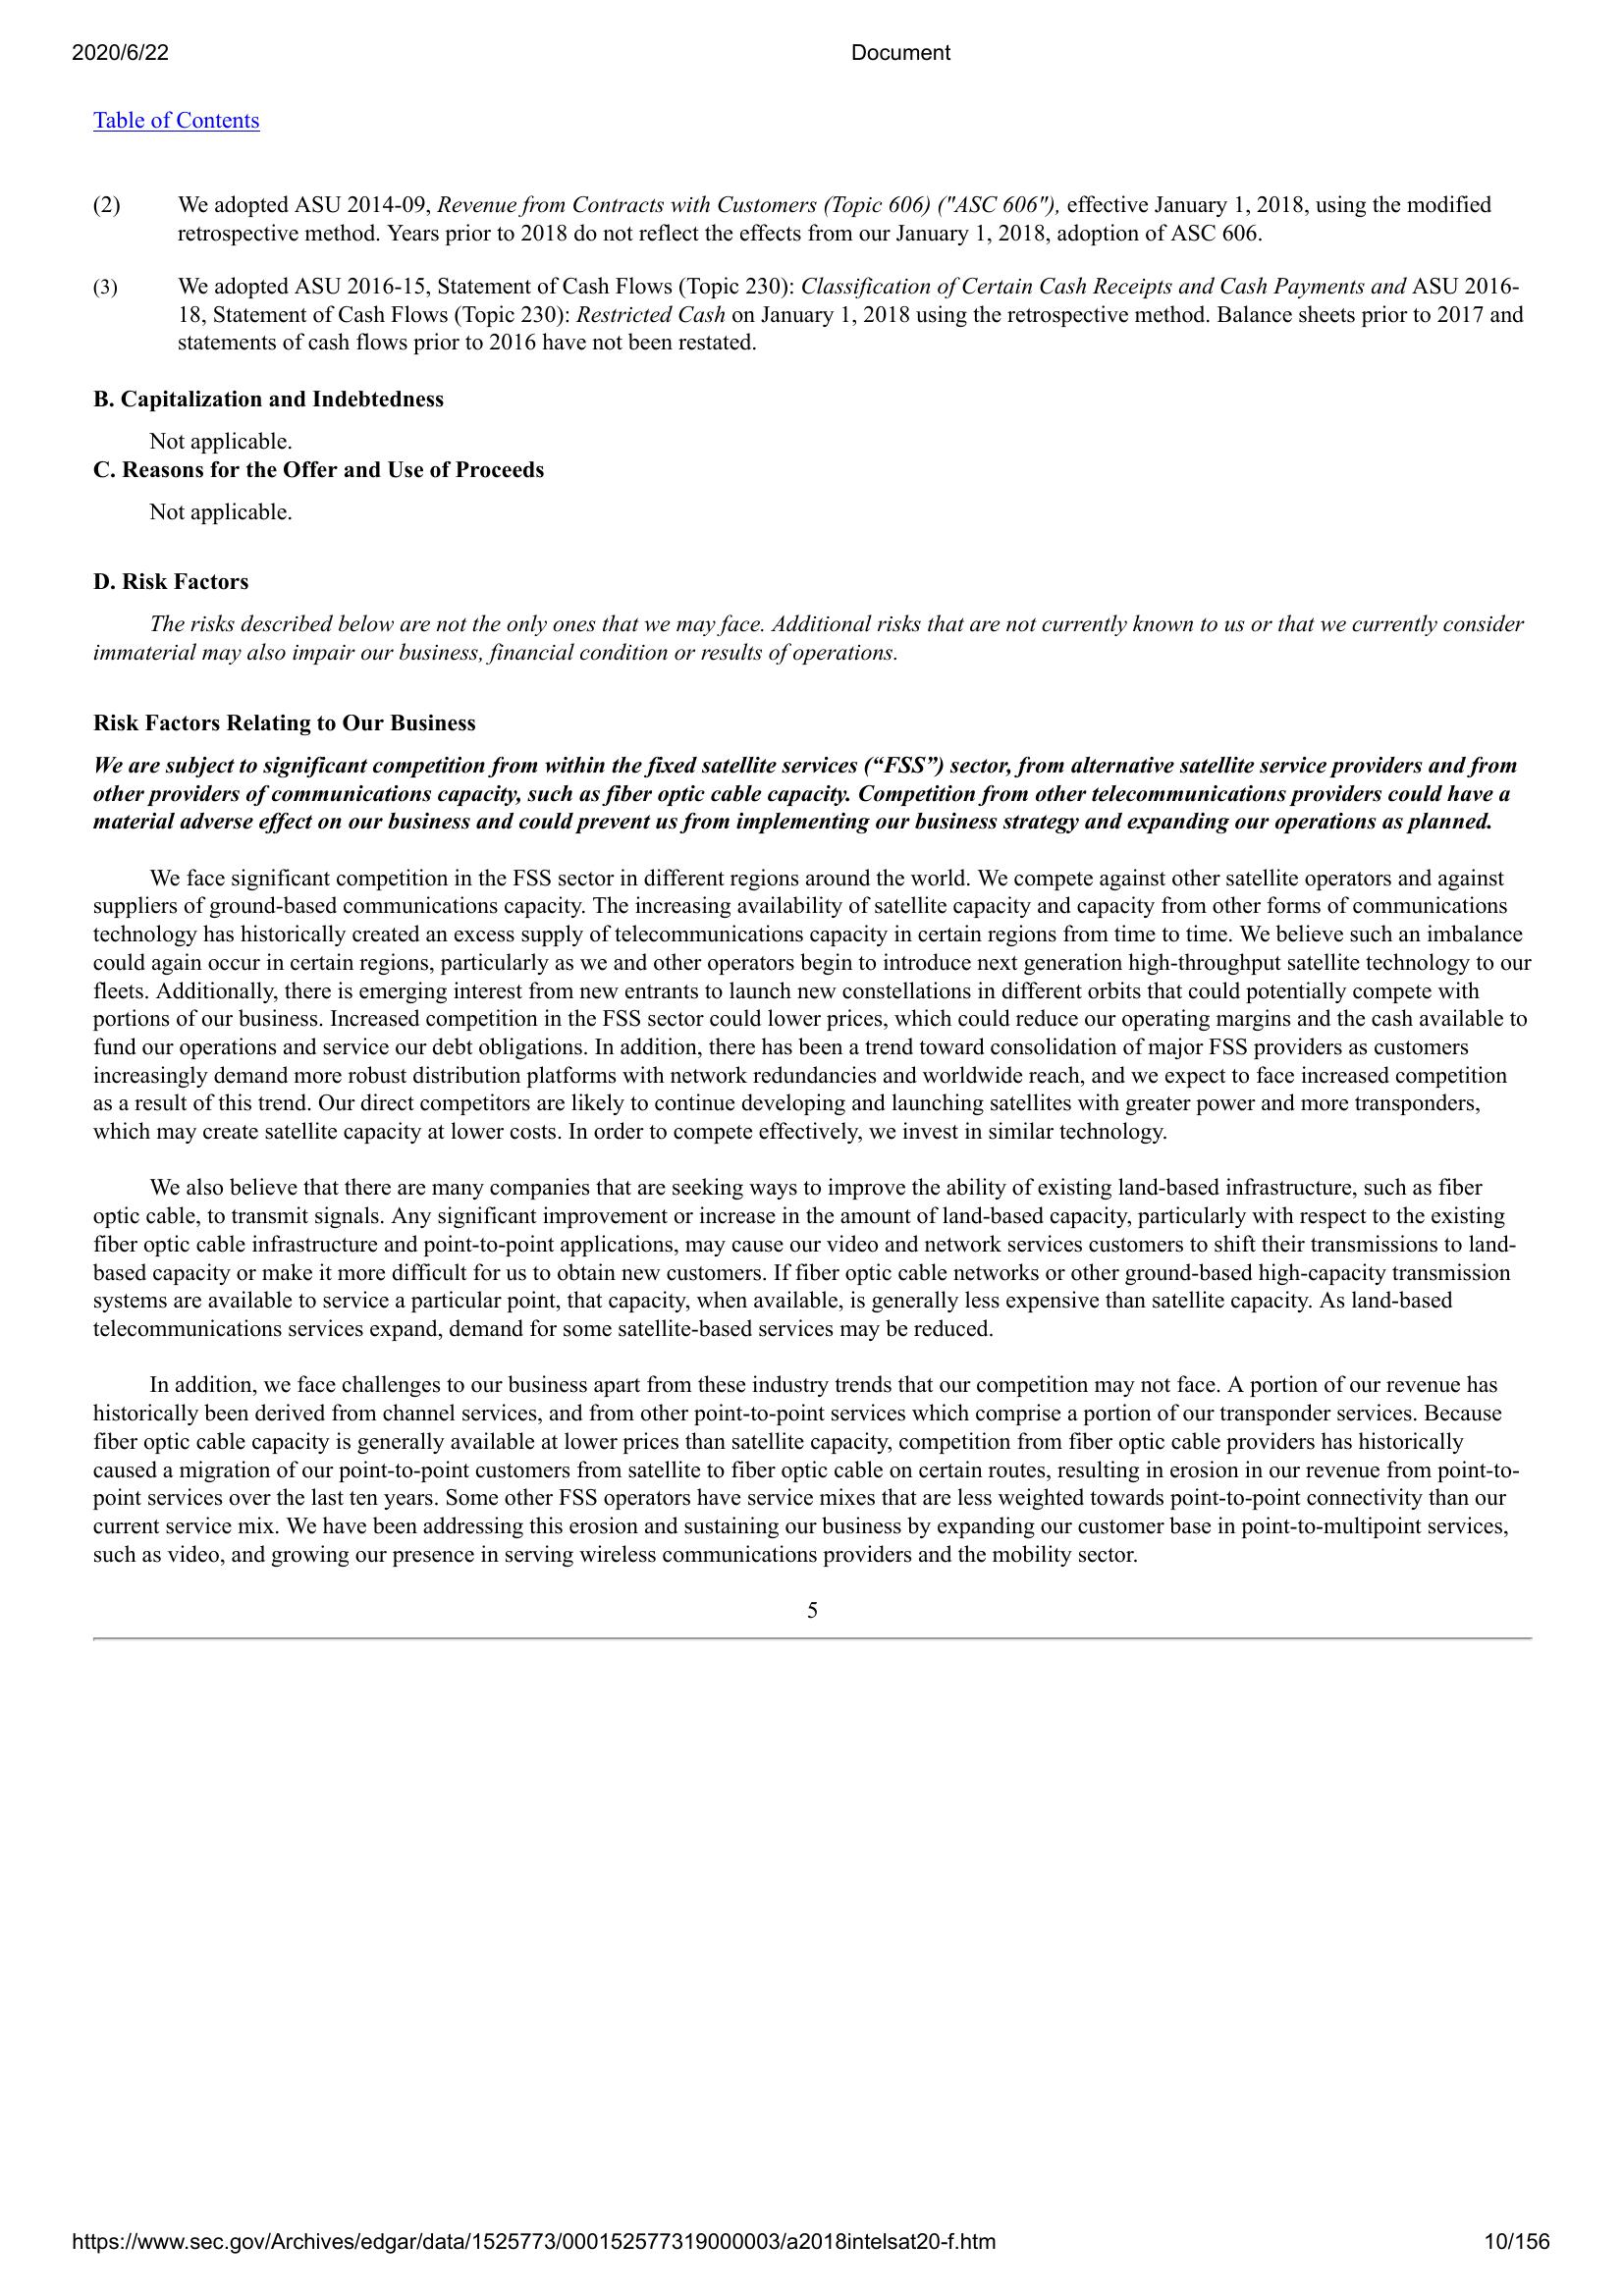 2020/6/22 Document
Table of Contents
(2) We adopted ASU 2014-09, Revenue from Contracts with Customers (Topic 606) ("ASC 606"), effective January 1, 2018, using the modified
retrospective method. Years prior to 2018 do not reflect the effects from our January 1, 2018, adoption of ASC 606.
(3) We adopted ASU 2016-15, Statement of Cash Flows (Topic 230): Classification of Certain Cash Receipts and Cash Payments and ASU 2016-
18, Statement of Cash Flows (Topic 230): Restricted Cash on January 1, 2018 using the retrospective method. Balance sheets prior to 2017 and
statements of cash flows prior to 2016 have not been restated.
B. Capitalization and Indebtedness
Not applicable.
C. Reasons for the Offer and Use of Proceeds
Not applicable.
D. Risk Factors
The risks described below are not the only ones that we may face. Additional risks that are not currently known to us or that we currently consider
immaterial may also impair our business, financial condition or results of operations.
Risk Factors Relating to Our Business
We are subject to significant competition from within the fixed satellite services (“FSS”) sector, from alternative satellite service providers and from
other providers of communications capacity, such as fiber optic cable capacity. Competition from other telecommunications providers could have a
material adverse effect on our business and could prevent us from implementing our business strategy and expanding our operations as planned.
We face significant competition in the FSS sector in different regions around the world. We compete against other satellite operators and against
suppliers of ground-based communications capacity. The increasing availability of satellite capacity and capacity from other forms of communications
technology has historically created an excess supply of telecommunications capacity in certain regions from time to time. We believe such an imbalance
could again occur in certain regions, particularly as we and other operators begin to introduce next generation high-throughput satellite technology to our
fleets. Additionally, there is emerging interest from new entrants to launch new constellations in different orbits that could potentially compete with
portions of our business. Increased competition in the FSS sector could lower prices, which could reduce our operating margins and the cash available to
fund our operations and service our debt obligations. In addition, there has been a trend toward consolidation of major FSS providers as customers
increasingly demand more robust distribution platforms with network redundancies and worldwide reach, and we expect to face increased competition
as a result of this trend. Our direct competitors are likely to continue developing and launching satellites with greater power and more transponders,
which may create satellite capacity at lower costs. In order to compete effectively, we invest in similar technology.
We also believe that there are many companies that are seeking ways to improve the ability of existing land-based infrastructure, such as fiber
optic cable, to transmit signals. Any significant improvement or increase in the amount of land-based capacity, particularly with respect to the existing
fiber optic cable infrastructure and point-to-point applications, may cause our video and network services customers to shift their transmissions to land-
based capacity or make it more difficult for us to obtain new customers. If fiber optic cable networks or other ground-based high-capacity transmission
systems are available to service a particular point, that capacity, when available, is generally less expensive than satellite capacity. As land-based
telecommunications services expand, demand for some satellite-based services may be reduced.
In addition, we face challenges to our business apart from these industry trends that our competition may not face. A portion of our revenue has
historically been derived from channel services, and from other point-to-point services which comprise a portion of our transponder services. Because
fiber optic cable capacity is generally available at lower prices than satellite capacity, competition from fiber optic cable providers has historically
caused a migration of our point-to-point customers from satellite to fiber optic cable on certain routes, resulting in erosion in our revenue from point-to-
point services over the last ten years. Some other FSS operators have service mixes that are less weighted towards point-to-point connectivity than our
current service mix. We have been addressing this erosion and sustaining our business by expanding our customer base in point-to-multipoint services,
such as video, and growing our presence in serving wireless communications providers and the mobility sector.
5
https://www.sec.gov/Archives/edgar/data/1525773/000152577319000003/a2018intelsat20-f.htm 10/156